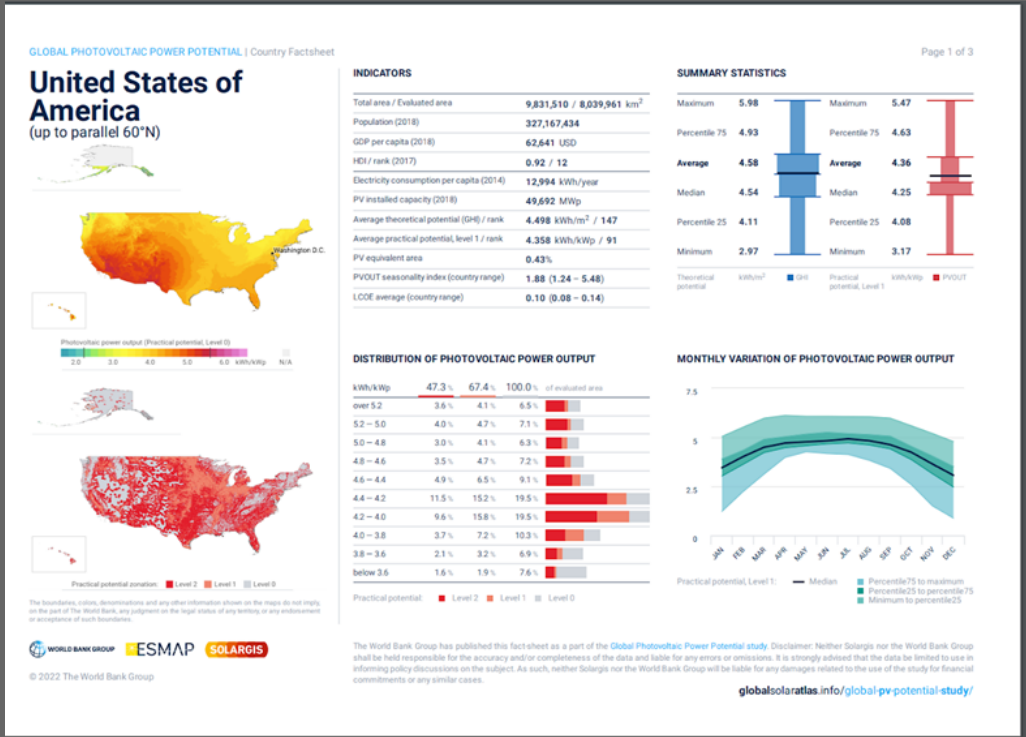 GLOBAL PHOTOVOLTAIC POWER POTENTIAL | Country Factsheet
Page 1 of 3
United States of
America
(up to parallel 60°N)
Washington D.C.
Photovoltaic power output (Practical potential, Level 0)
2.0 3.0 4.0 5.0 6.0 kWh/kWp N/A
Practical potential zonation: Level 2 Level 1 Level 0
The boundaries, colors, denominations and any other information shown on the maps do not imply,
on the part of The World Bank, any judgment on the legal status of any territory, or any endorsement
or acceptance of such boundaries.
WORLD BANK GROUP ESMAP SOLARGIS
© 2022 The World Bank Group
INDICATORS
Total area / Evaluated area 9,831,510 / 8,039,961 km²
Population (2018) 327,167,434
GDP per capita (2018) 62,641 USD
HDI / rank (2017) 0.92 / 12
Electricity consumption per capita (2014) 12,994 kWh/year
PV installed capacity (2018) 49,692 MWp
Average theoretical potential (GHI) / rank 4.498 kWh/m² / 147
Average practical potential, level 1 / rank 4.358 kWh/kWp / 91
PV equivalent area 0.43%
PVOUT seasonality index (country range) 1.88 (1.24 – 5.48)
LCOE average (country range) 0.10 (0.08 – 0.14)
SUMMARY STATISTICS
Maximum 5.98 Maximum 5.47
Percentile 75 4.93 Percentile 75 4.63
Average 4.58 Average 4.36
Median 4.54 Median 4.25
Percentile 25 4.11 Percentile 25 4.08
Minimum 2.97 Minimum 3.17
Theoretical kWh/m² GHI Practical kWh/kWp PVOUT
potential potential, Level 1
DISTRIBUTION OF PHOTOVOLTAIC POWER OUTPUT
kWh/kWp 47.3 % 67.4 % 100.0 % of evaluated area
over 5.2 3.6 % 4.1 % 6.5 %
5.2 – 5.0 4.0 % 4.7 % 7.1 %
5.0 – 4.8 3.0 % 4.1 % 6.3 %
4.8 – 4.6 3.5 % 4.7 % 7.2 %
4.6 – 4.4 4.9 % 6.5 % 9.1 %
4.4 – 4.2 11.5 % 15.2 % 19.5 %
4.2 – 4.0 9.6 % 15.8 % 19.5 %
4.0 – 3.8 3.7 % 7.2 % 10.3 %
3.8 – 3.6 2.1 % 3.2 % 6.9 %
below 3.6 1.6 % 1.9 % 7.6 %
Practical potential: Level 2 Level 1 Level 0
MONTHLY VARIATION OF PHOTOVOLTAIC POWER OUTPUT
7.5
5
2.5
0
JAN FEB MAR APR MAY JUN JUL AUG SEP OCT NOV DEC
Practical potential, Level 1: Median Percentile75 to maximum
Percentile25 to percentile75
Minimum to percentile25
The World Bank Group has published this fact-sheet as a part of the Global Photovoltaic Power Potential study. Disclaimer: Neither Solargis nor the World Bank Group
shall be held responsible for the accuracy and/or completeness of the data and liable for any errors or omissions. It is strongly advised that the data be limited to use in
informing policy discussions on the subject. As such, neither Solargis nor the World Bank Group will be liable for any damages related to the use of the study for financial
commitments or any similar cases.
globalsolaratlas.info/global-pv-potential-study/